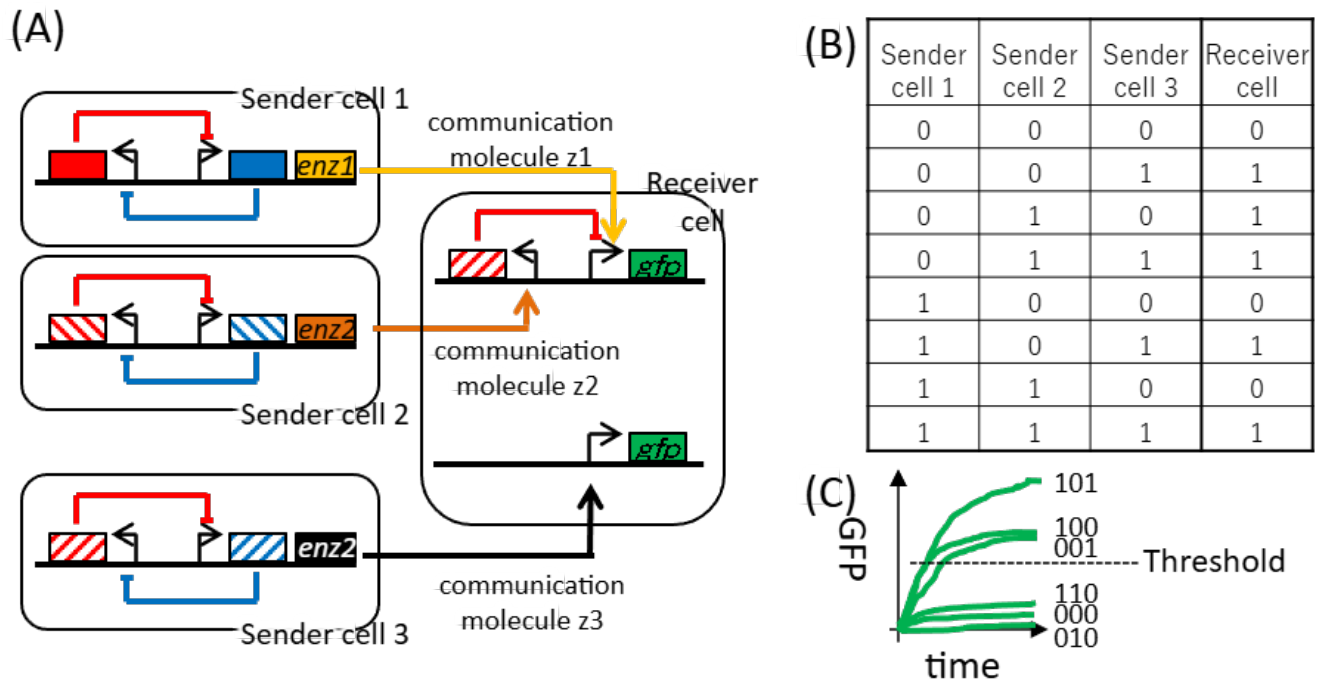 (A)
Sender cell 1
enz1
communication
molecule z1
Receiver
cell
gfp
enz2
communication
molecule z2
Sender cell 2
gfp
enz2
communication
molecule z3
Sender cell 3
(B)
Sender cell 1 Sender cell 2 Sender cell 3 Receiver cell
0 0 0 0
0 0 1 1
0 1 0 1
0 1 1 1
1 0 0 0
1 0 1 1
1 1 0 0
1 1 1 1
(C)
GFP
101
100
001
Threshold
110
000
010
time